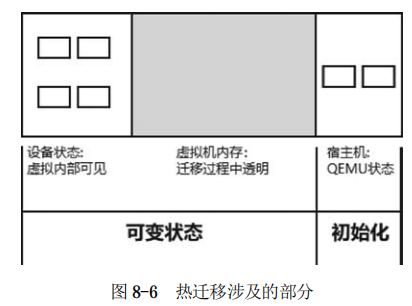 设备状态:
虚拟内部可见
虚拟机内存:
迁移过程中透明
宿主机:
QEMU状态
可变状态
初始化
图 8-6 热迁移涉及的部分